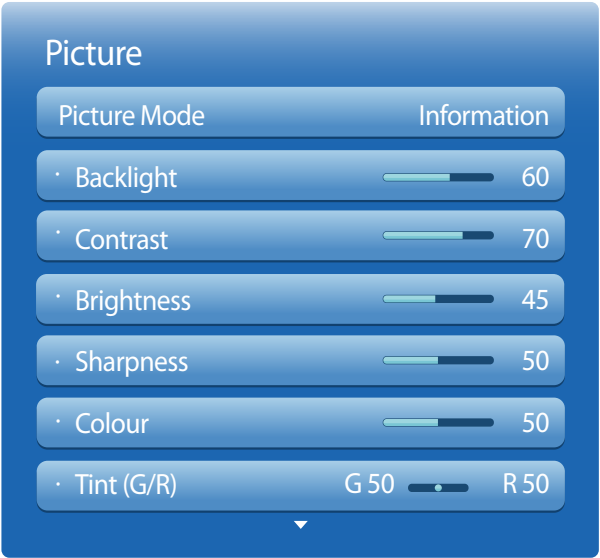 Picture
Picture Mode Information
· Backlight 60
· Contrast 70
· Brightness 45
· Sharpness 50
· Colour 50
· Tint (G/R) G 50 R 50